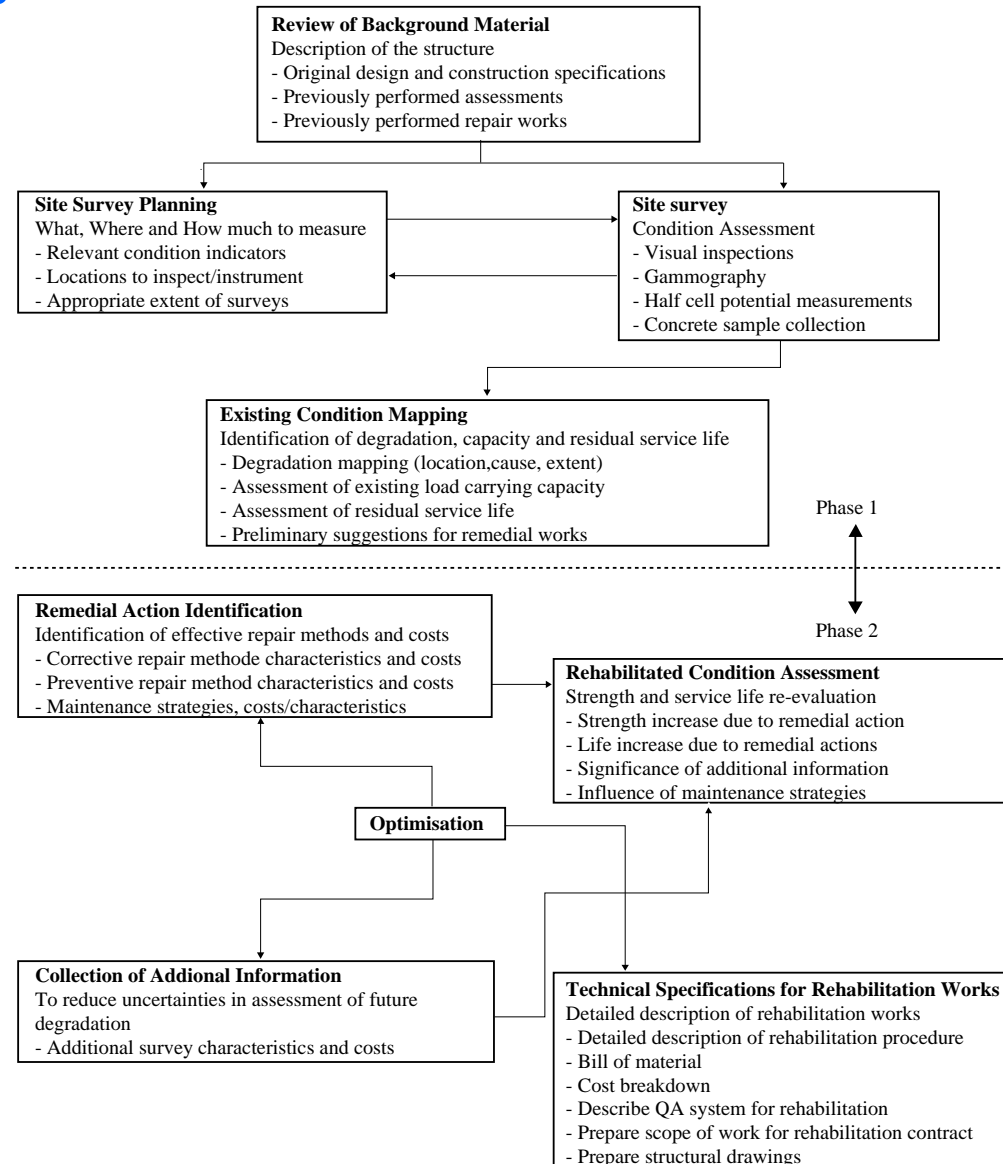 Review of Background Material
Description of the structure
- Original design and construction specifications
- Previously performed assessments
- Previously performed repair works
Site Survey Planning
What, Where and How much to measure
- Relevant condition indicators
- Locations to inspect/instrument
- Appropriate extent of surveys
Site survey
Condition Assessment
- Visual inspections
- Gammography
- Half cell potential measurements
- Concrete sample collection
Existing Condition Mapping
Identification of degradation, capacity and residual service life
- Degradation mapping (location,cause, extent)
- Assessment of existing load carrying capacity
- Assessment of residual service life
- Preliminary suggestions for remedial works
Phase 1
Phase 2
Remedial Action Identification
Identification of effective repair methods and costs
- Corrective repair methode characteristics and costs
- Preventive repair method characteristics and costs
- Maintenance strategies, costs/characteristics
Rehabilitated Condition Assessment
Strength and service life re-evaluation
- Strength increase due to remedial action
- Life increase due to remedial actions
- Significance of additional information
- Influence of maintenance strategies
Optimisation
Collection of Addional Information
To reduce uncertainties in assessment of future
degradation
- Additional survey characteristics and costs
Technical Specifications for Rehabilitation Works
Detailed description of rehabilitation works
- Detailed description of rehabilitation procedure
- Bill of material
- Cost breakdown
- Describe QA system for rehabilitation
- Prepare scope of work for rehabilitation contract
- Prepare structural drawings